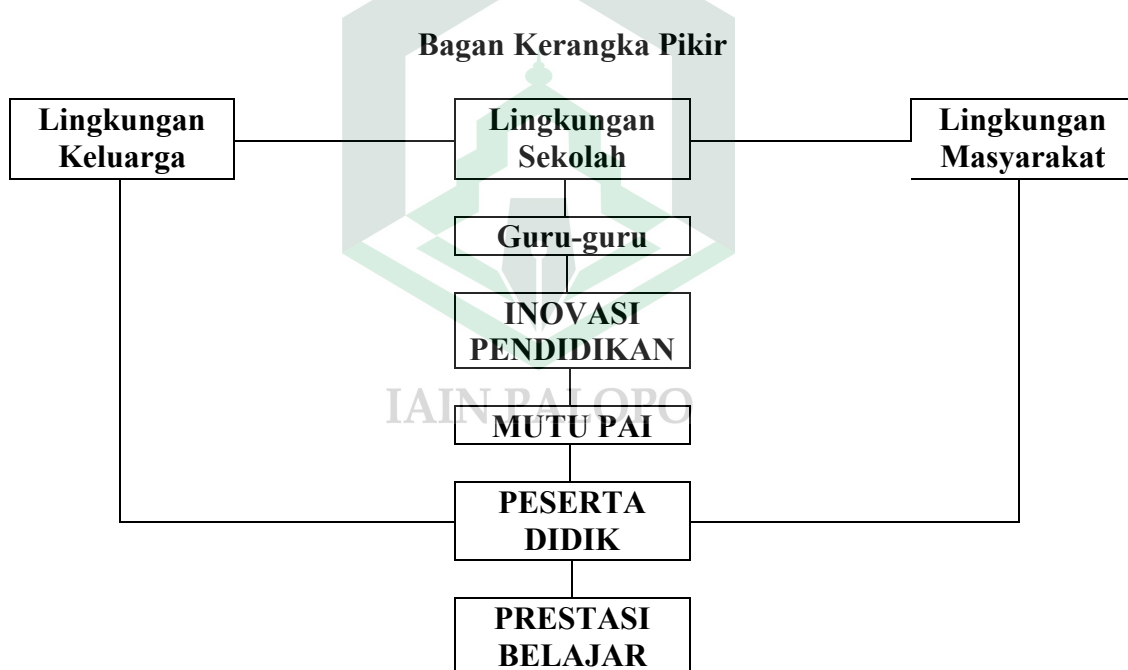 Bagan Kerangka Pikir
Lingkungan
Keluarga
Lingkungan
Sekolah
Lingkungan
Masyarakat
Guru-guru
INOVASI
PENDIDIKAN
IAIN PALOPO
MUTU PAI
PESERTA
DIDIK
PRESTASI
BELAJAR